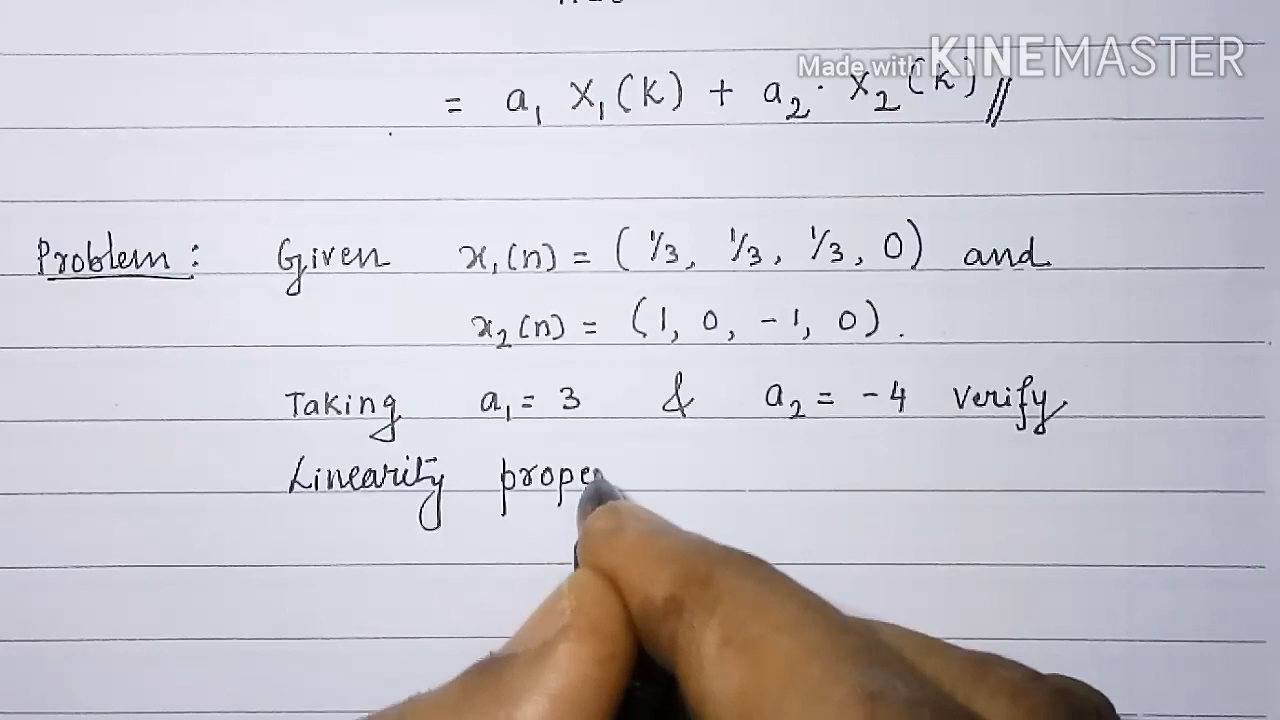 Made with KINEMASTER
= a₁ X₁(K) + a₂ · X₂(K) //
Problem: Given x₁(n) = (1/3, 1/3, 1/3, 0) and
x₂(n) = (1, 0, -1, 0).
Taking a₁ = 3 & a₂ = -4 verify
Linearity prope